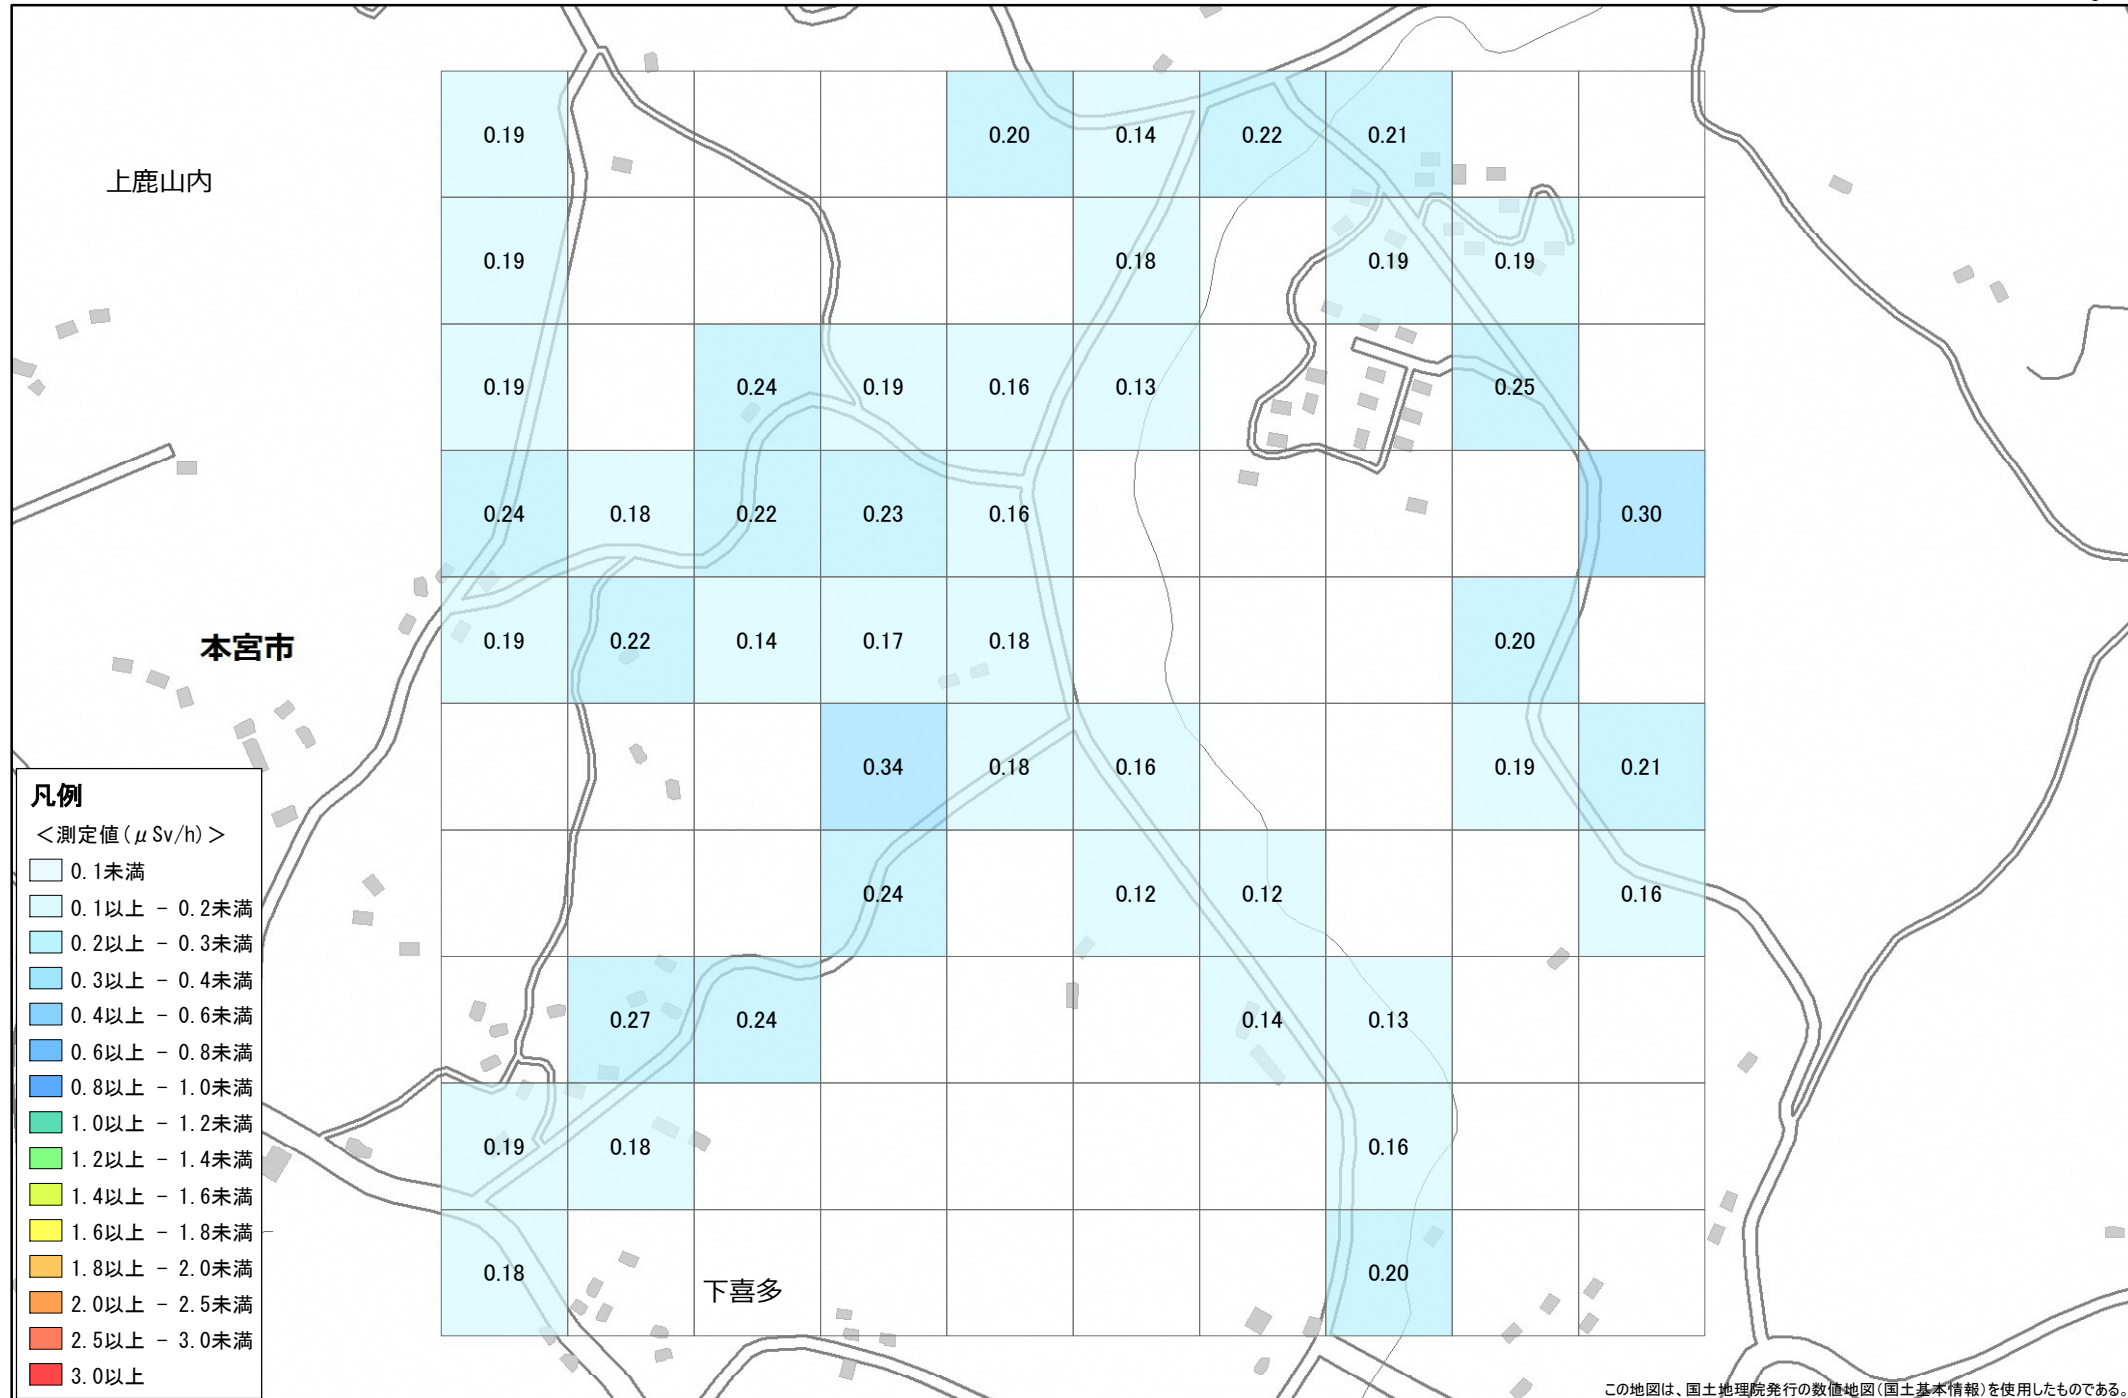 0.19 0.20 0.14 0.22 0.21
上鹿山内
0.19 0.18 0.19 0.19
0.19 0.24 0.19 0.16 0.13 0.25
0.24 0.18 0.22 0.23 0.16 0.30
0.19 0.22 0.14 0.17 0.18 0.20
本宮市
0.34 0.18 0.16 0.19 0.21
0.24 0.12 0.12 0.16
0.27 0.24 0.14 0.13
0.19 0.18 0.16
0.18 0.20
下喜多
凡例
＜測定値(μSv/h)＞
0.1未満
0.1以上 - 0.2未満
0.2以上 - 0.3未満
0.3以上 - 0.4未満
0.4以上 - 0.6未満
0.6以上 - 0.8未満
0.8以上 - 1.0未満
1.0以上 - 1.2未満
1.2以上 - 1.4未満
1.4以上 - 1.6未満
1.6以上 - 1.8未満
1.8以上 - 2.0未満
2.0以上 - 2.5未満
2.5以上 - 3.0未満
3.0以上
この地図は、国土地理院発行の数値地図(国土基本情報)を使用したものである。